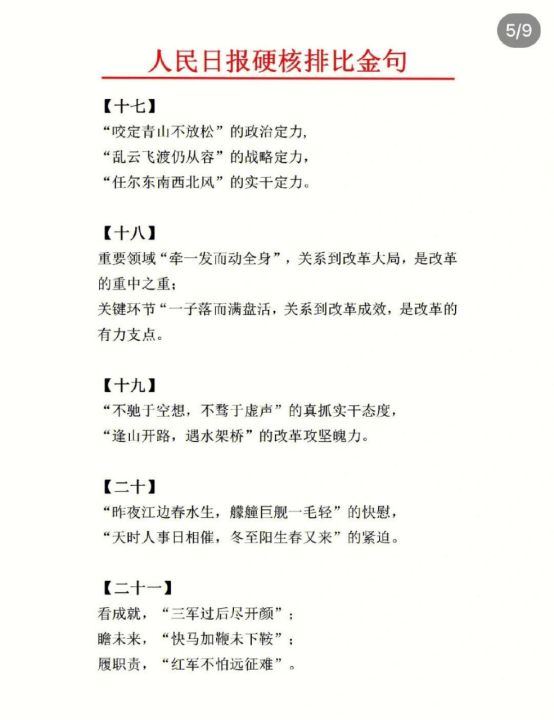 5/9
人民日报硬核排比金句
【十七】
“咬定青山不放松”的政治定力,
“乱云飞渡仍从容”的战略定力，
“任尔东南西北风”的实干定力。
【十八】
重要领域“牵一发而动全身”，关系到改革大局，是改革
的重中之重；
关键环节“一子落而满盘活，关系到改革成效，是改革的
有力支点。
【十九】
“不驰于空想，不骛于虚声”的真抓实干态度，
“逢山开路，遇水架桥”的改革攻坚魄力。
【二十】
“昨夜江边春水生，艨艟巨舰一毛轻”的快慰，
“天时人事日相催，冬至阳生春又来”的紧迫。
【二十一】
看成就，“三军过后尽开颜”；
瞻未来，“快马加鞭未下鞍”；
履职责，“红军不怕远征难”。